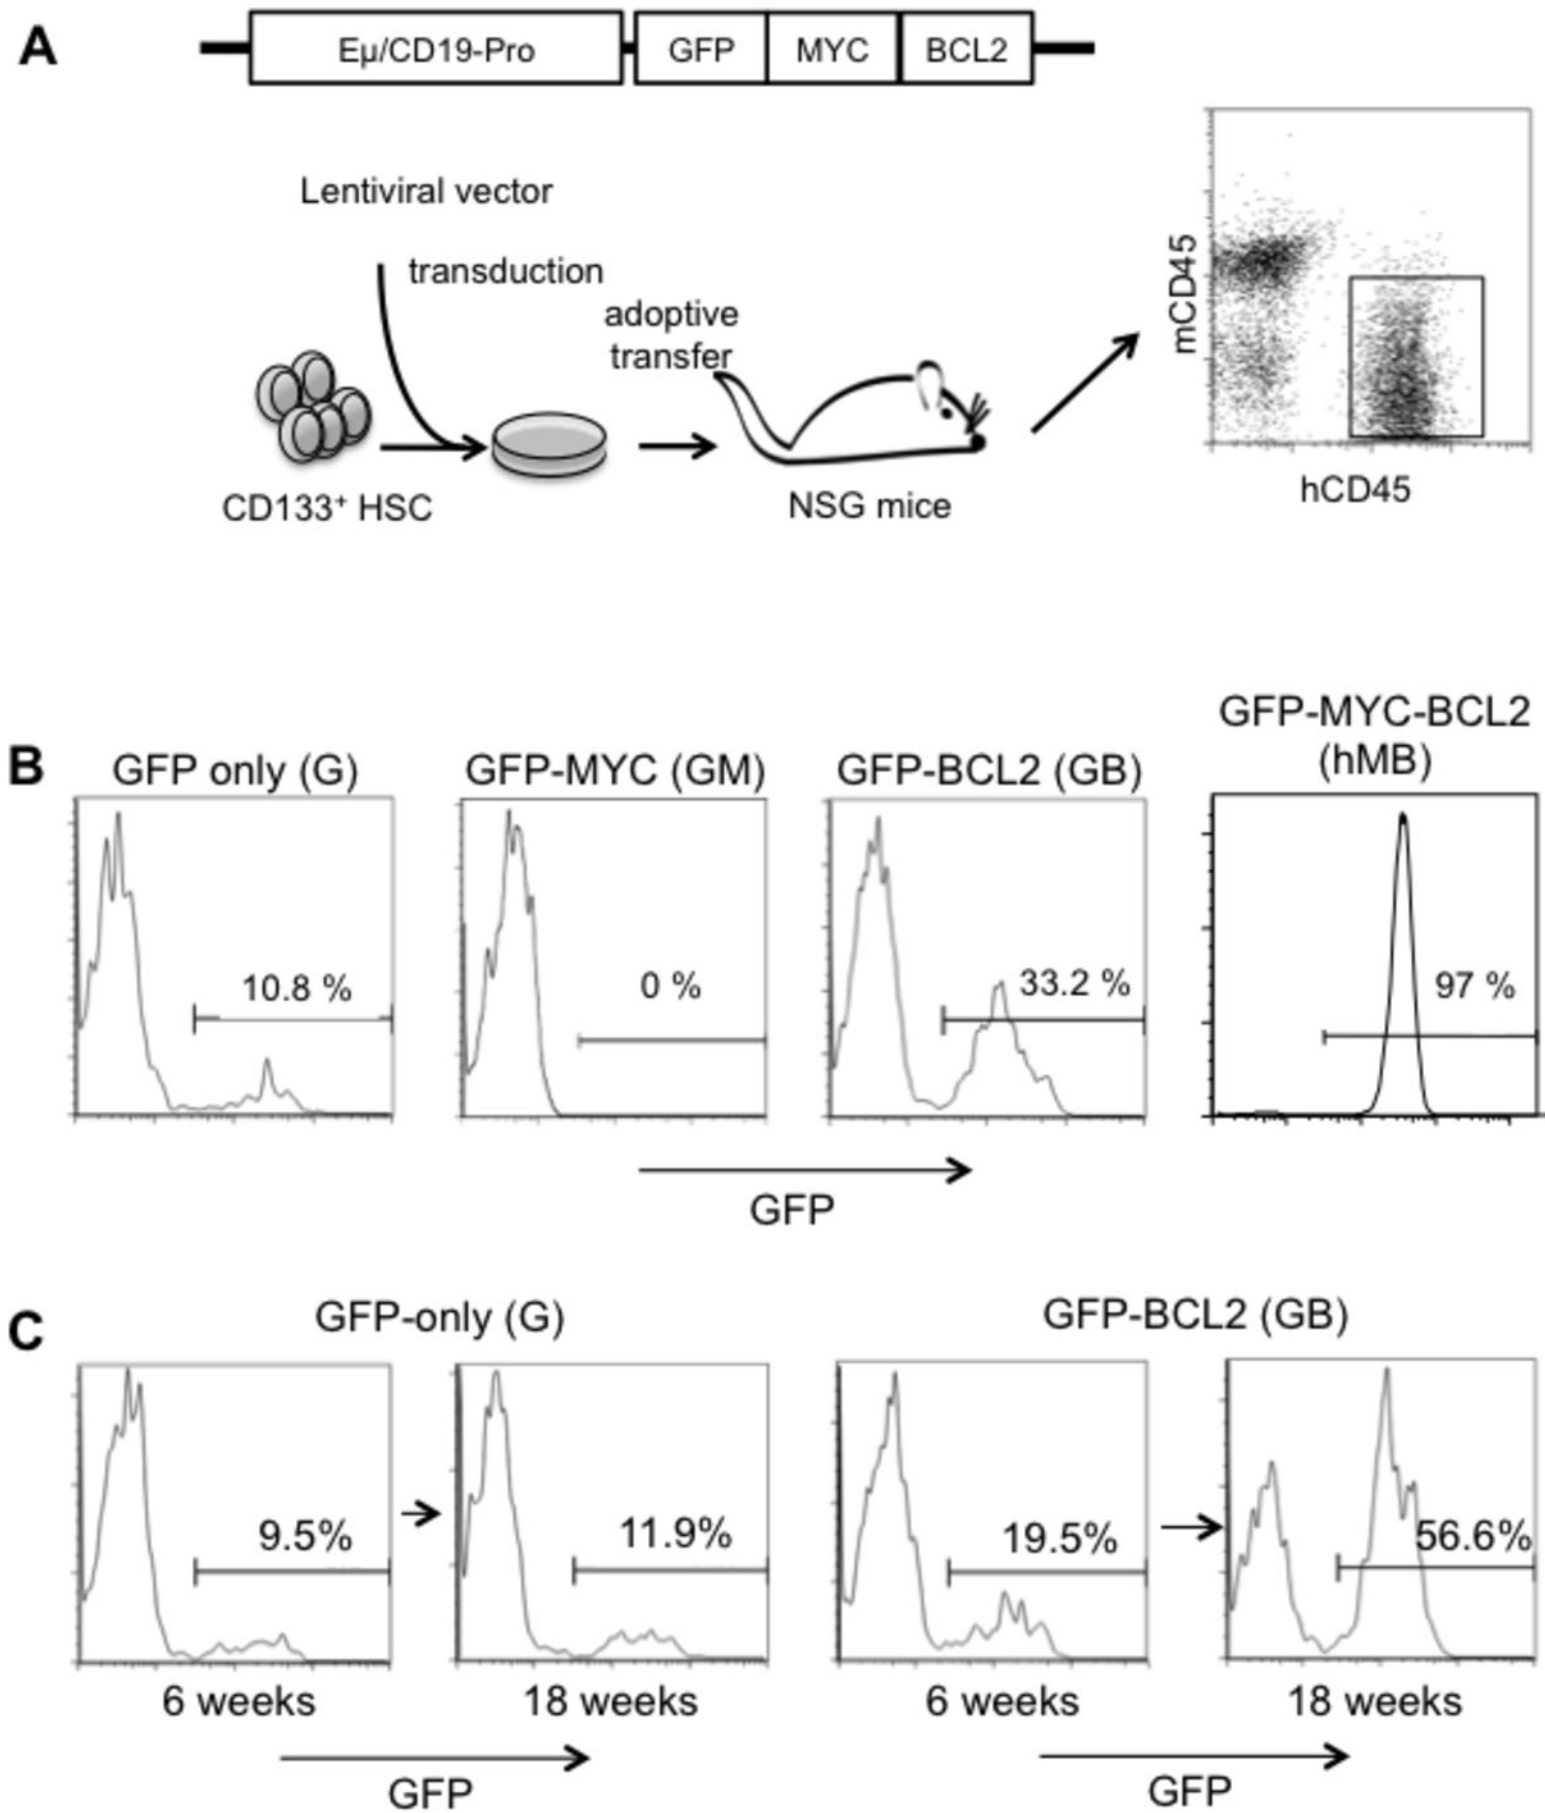 A
Eµ/CD19-Pro
GFP
MYC
BCL2
Lentiviral vector
transduction
adoptive
transfer
CD133+ HSC
NSG mice
mCD45
hCD45
B
GFP only (G)
GFP-MYC (GM)
GFP-BCL2 (GB)
GFP-MYC-BCL2
(hMB)
10.8 %
0 %
33.2 %
97 %
GFP
C
GFP-only (G)
GFP-BCL2 (GB)
9.5%
11.9%
19.5%
56.6%
6 weeks
18 weeks
6 weeks
18 weeks
GFP
GFP